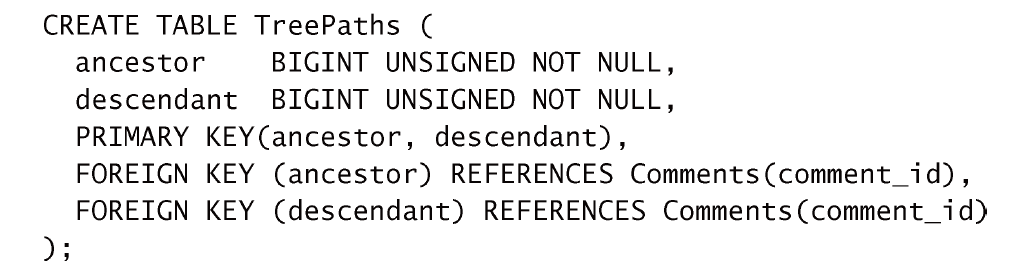 CREATE TABLE TreePaths (
  ancestor    BIGINT UNSIGNED NOT NULL,
  descendant  BIGINT UNSIGNED NOT NULL,
  PRIMARY KEY(ancestor, descendant),
  FOREIGN KEY (ancestor) REFERENCES Comments(comment_id),
  FOREIGN KEY (descendant) REFERENCES Comments(comment_id)
);